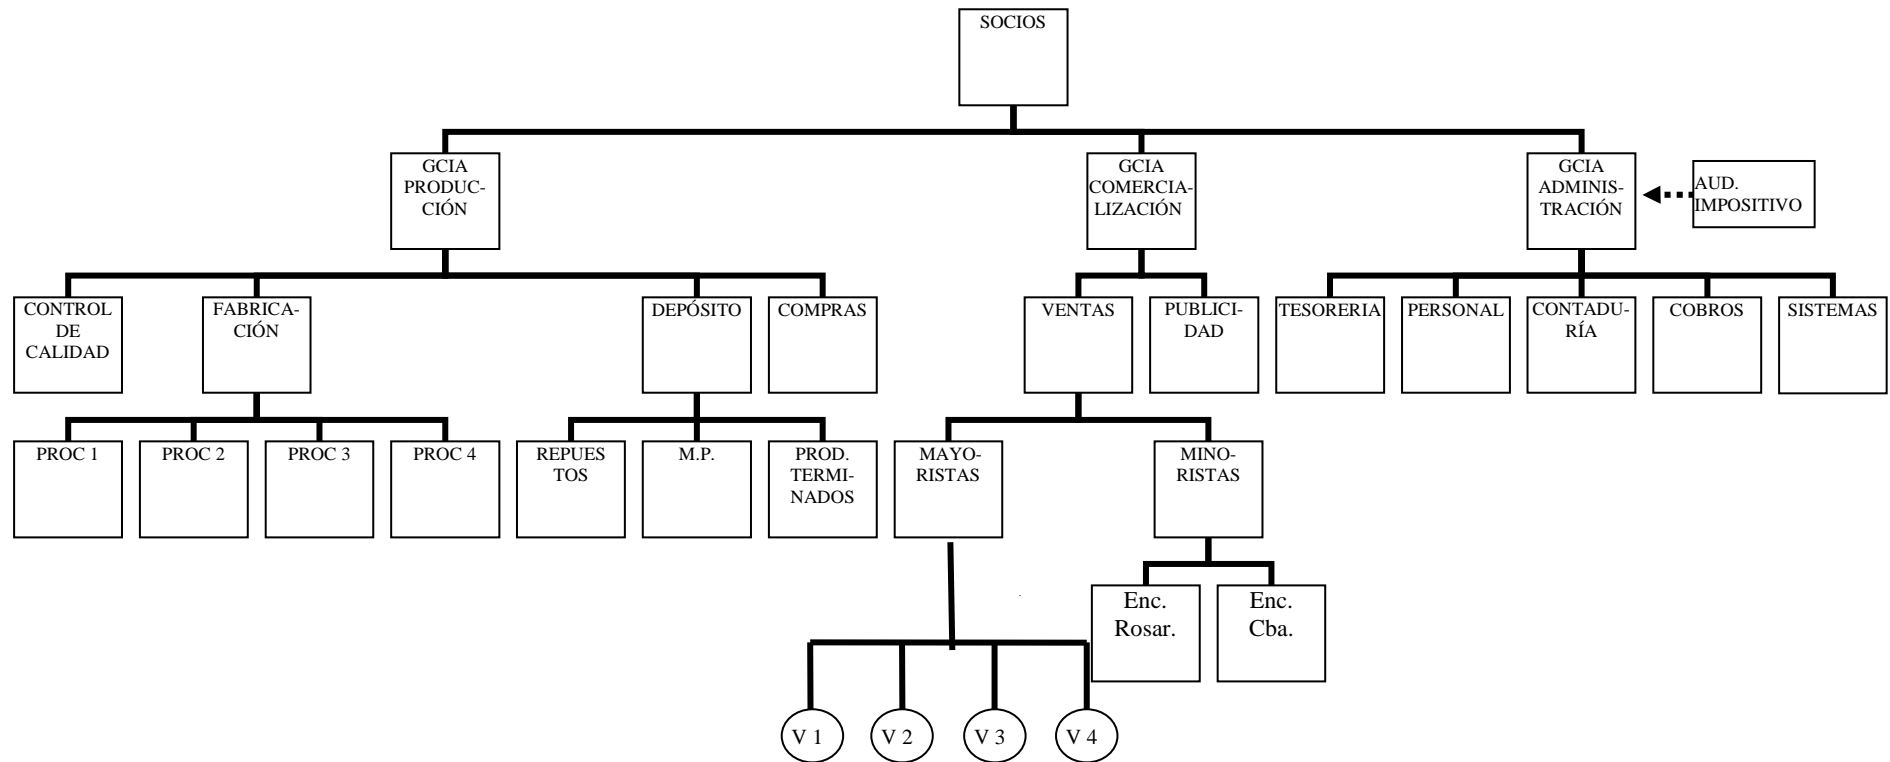 SOCIOS
GCIA
PRODUC-
CIÓN
GCIA
COMERCIA-
LIZACIÓN
GCIA
ADMINIS-
TRACIÓN
AUD.
IMPOSITIVO
CONTROL
DE
CALIDAD
FABRICA-
CIÓN
DEPÓSITO
COMPRAS
VENTAS
PUBLICI-
DAD
TESORERIA
PERSONAL
CONTADU-
RÍA
COBROS
SISTEMAS
PROC 1
PROC 2
PROC 3
PROC 4
REPUES
TOS
M.P.
PROD.
TERMI-
NADOS
MAYO-
RISTAS
MINO-
RISTAS
Enc.
Rosar.
Enc.
Cba.
V 1
V 2
V 3
V 4